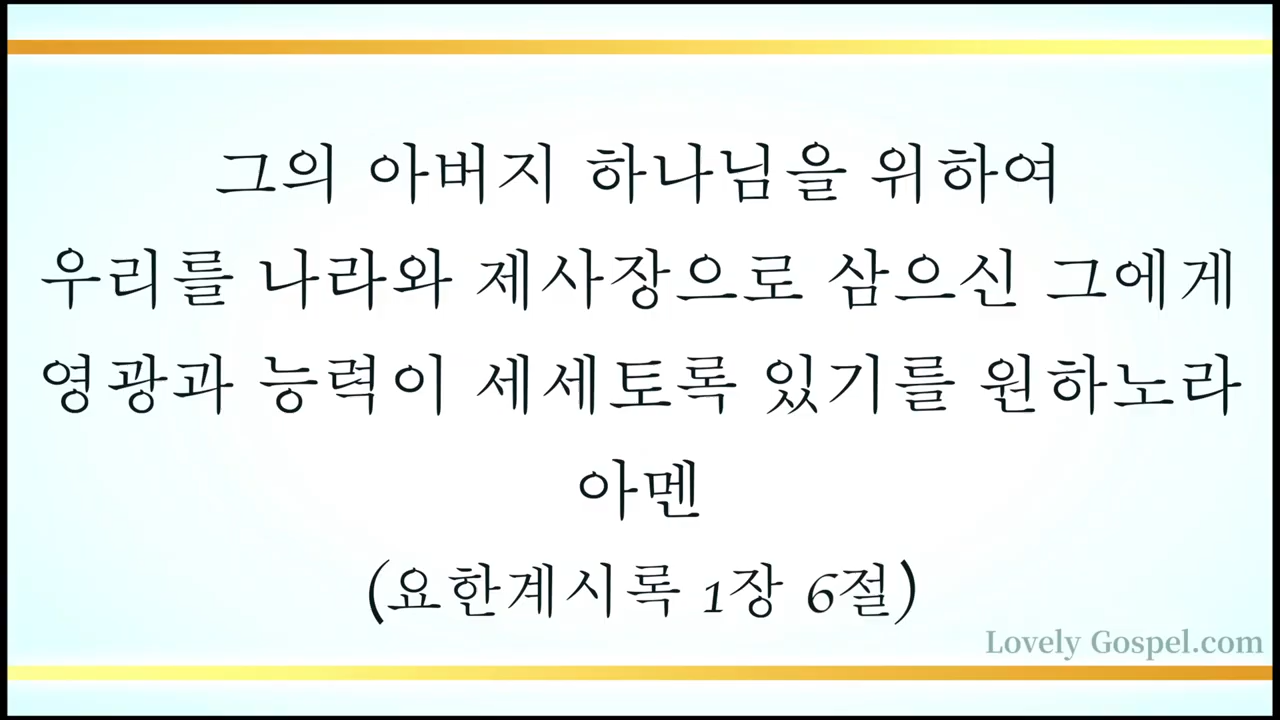 그의 아버지 하나님을 위하여
우리를 나라와 제사장으로 삼으신 그에게
영광과 능력이 세세토록 있기를 원하노라
아멘
(요한계시록 1장 6절)
Lovely Gospel.com